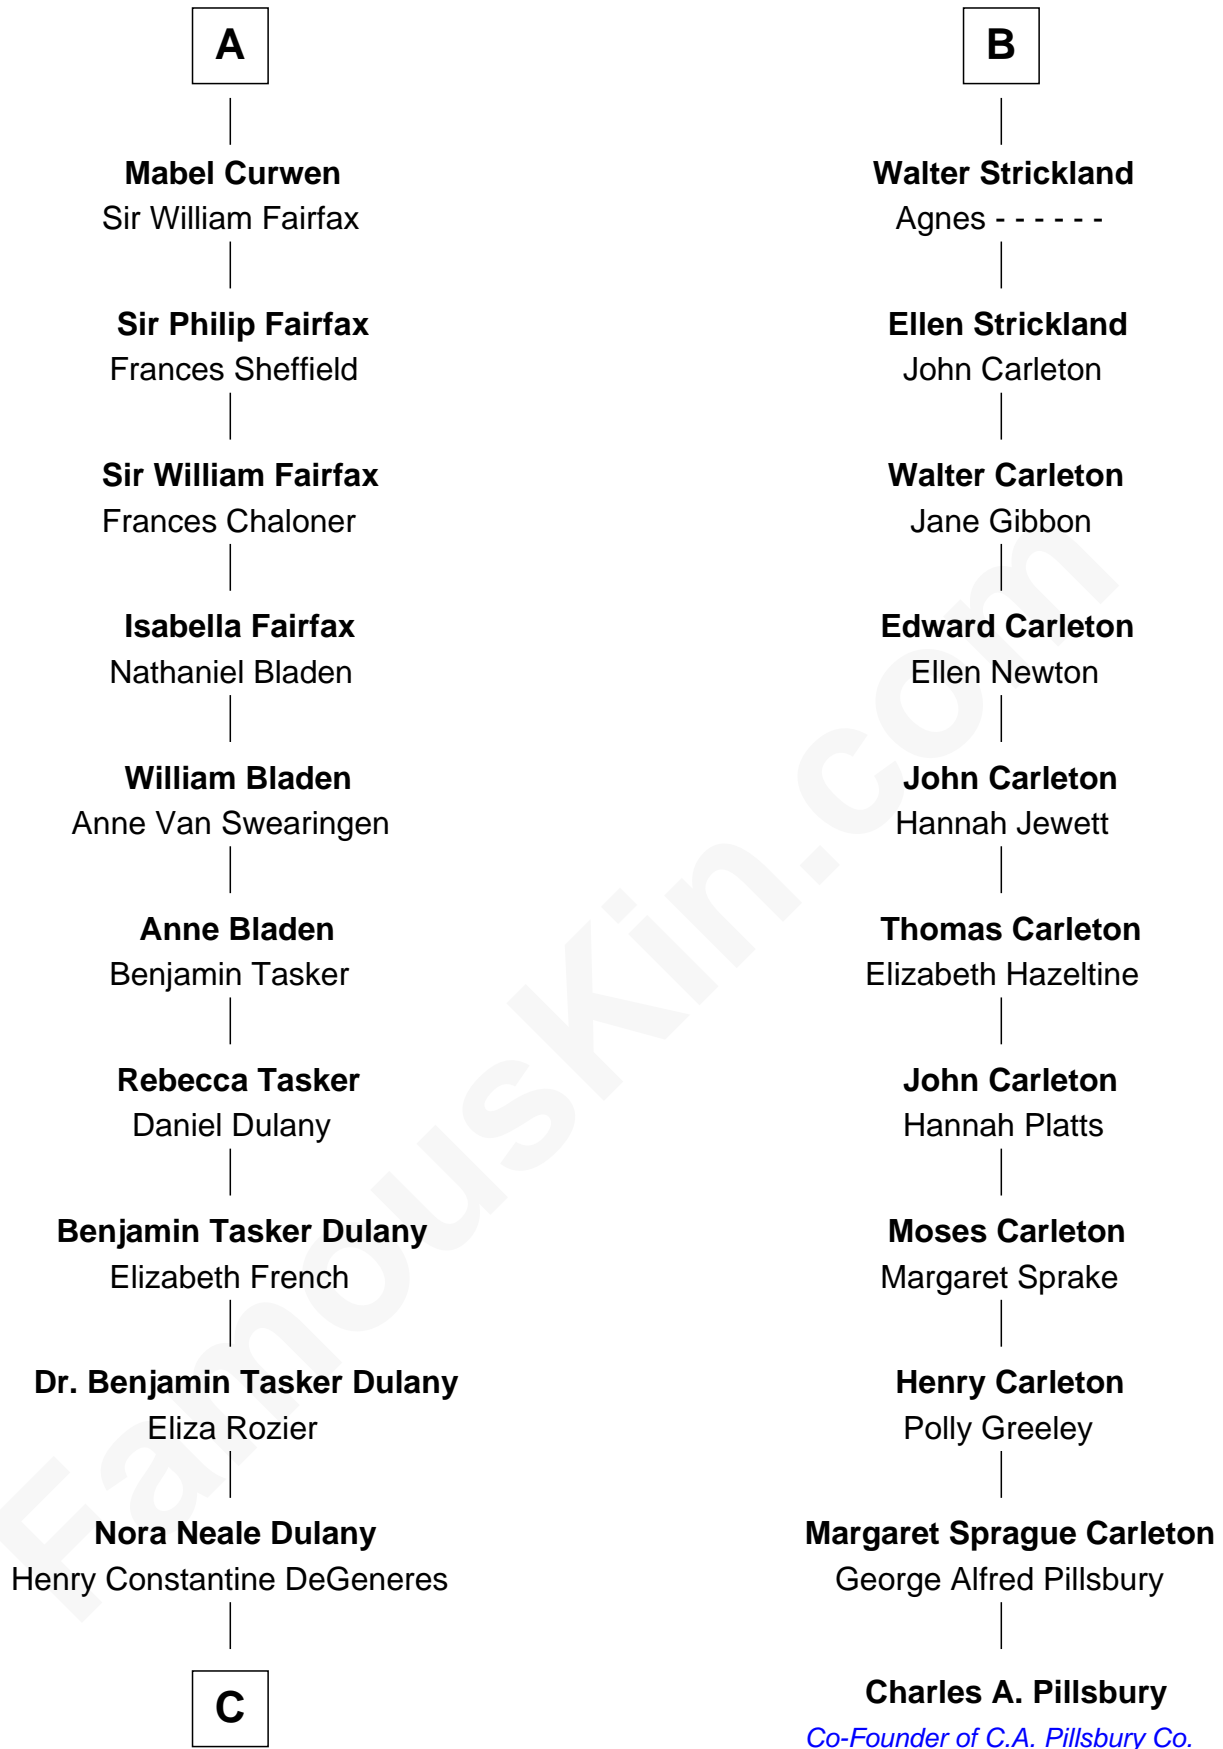 A
Mabel Curwen
Sir William Fairfax
Sir Philip Fairfax
Frances Sheffield
Sir William Fairfax
Frances Chaloner
Isabella Fairfax
Nathaniel Bladen
William Bladen
Anne Van Swearingen
Anne Bladen
Benjamin Tasker
Rebecca Tasker
Daniel Dulany
Benjamin Tasker Dulany
Elizabeth French
Dr. Benjamin Tasker Dulany
Eliza Rozier
Nora Neale Dulany
Henry Constantine DeGeneres
C
B
Walter Strickland
Agnes - - - - - -
Ellen Strickland
John Carleton
Walter Carleton
Jane Gibbon
Edward Carleton
Ellen Newton
John Carleton
Hannah Jewett
Thomas Carleton
Elizabeth Hazeltine
John Carleton
Hannah Platts
Moses Carleton
Margaret Sprake
Henry Carleton
Polly Greeley
Margaret Sprague Carleton
George Alfred Pillsbury
Charles A. Pillsbury
Co-Founder of C.A. Pillsbury Co.
FamousKin.com